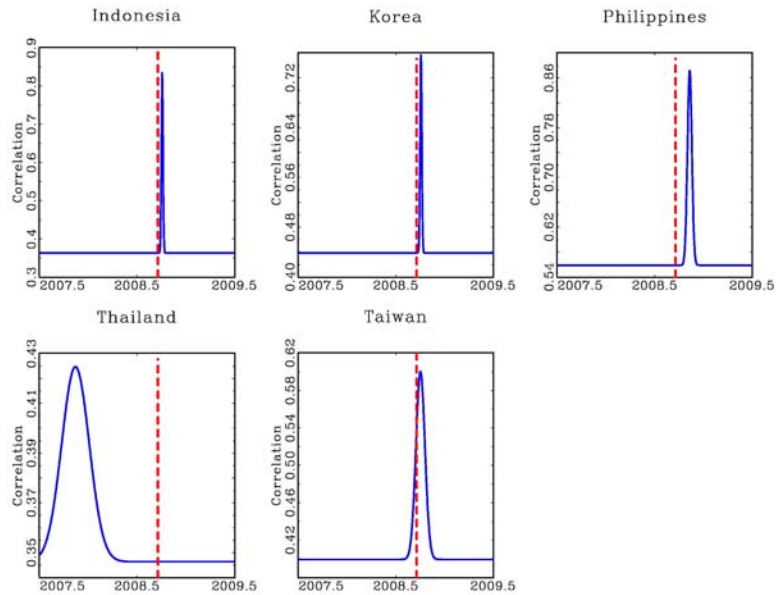 Indonesia
Correlation
0.3 0.4 0.5 0.6 0.7 0.8 0.9
2007.5 2008.5 2009.5
Korea
Correlation
0.40 0.48 0.56 0.64 0.72
2007.5 2008.5 2009.5
Philippines
Correlation
0.54 0.62 0.70 0.78 0.86
2007.5 2008.5 2009.5
Thailand
Correlation
0.35 0.37 0.39 0.41 0.43
2007.5 2008.5 2009.5
Taiwan
Correlation
0.42 0.46 0.50 0.54 0.58 0.62
2007.5 2008.5 2009.5